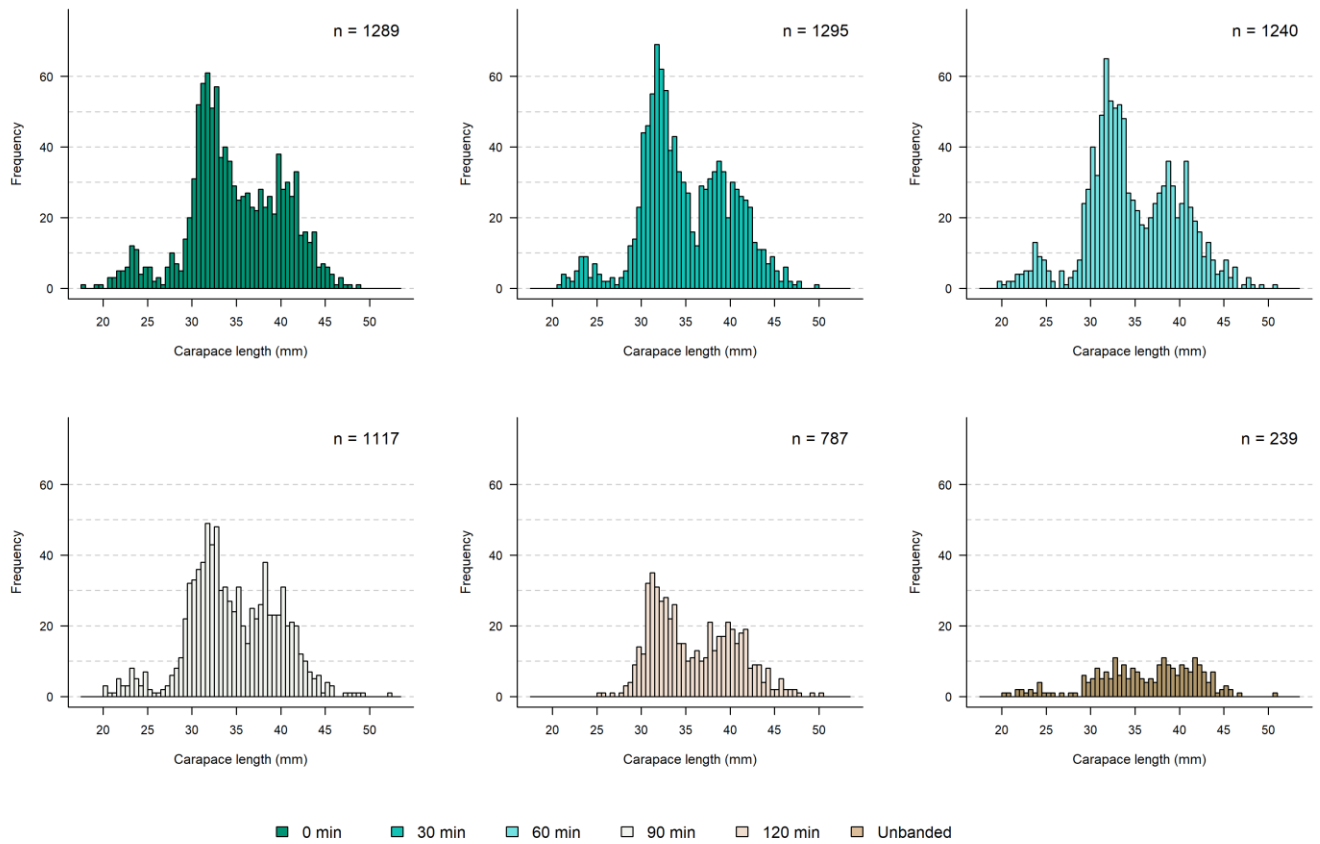 n = 1289
60
40
20
0
Frequency
20 25 30 35 40 45 50
Carapace length (mm)
n = 1295
60
40
20
0
Frequency
20 25 30 35 40 45 50
Carapace length (mm)
n = 1240
60
40
20
0
Frequency
20 25 30 35 40 45 50
Carapace length (mm)
n = 1117
60
40
20
0
Frequency
20 25 30 35 40 45 50
Carapace length (mm)
n = 787
60
40
20
0
Frequency
20 25 30 35 40 45 50
Carapace length (mm)
n = 239
60
40
20
0
Frequency
20 25 30 35 40 45 50
Carapace length (mm)
0 min 30 min 60 min 90 min 120 min Unbanded